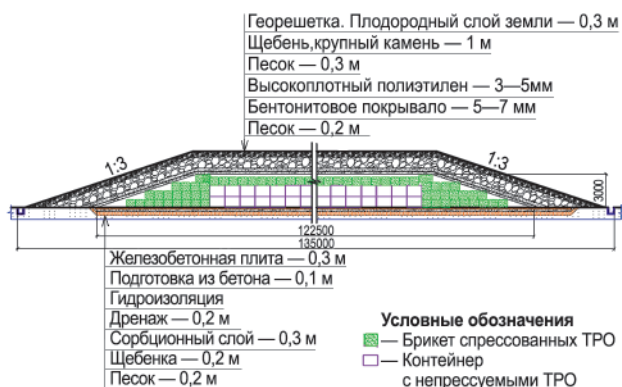 Георешетка. Плодородный слой земли — 0,3 м
Щебень,крупный камень — 1 м
Песок — 0,3 м
Высокоплотный полиэтилен — 3—5мм
Бентонитовое покрывало — 5—7 мм
Песок — 0,2 м
1:3
1:3
3000
122500
135000
Железобетонная плита — 0,3 м
Подготовка из бетона — 0,1 м
Гидроизоляция
Дренаж — 0,2 м
Сорбционный слой — 0,3 м
Щебенка — 0,2 м
Песок — 0,2 м
Условные обозначения
— Брикет спрессованных ТРО
— Контейнер
с непрессуемыми ТРО